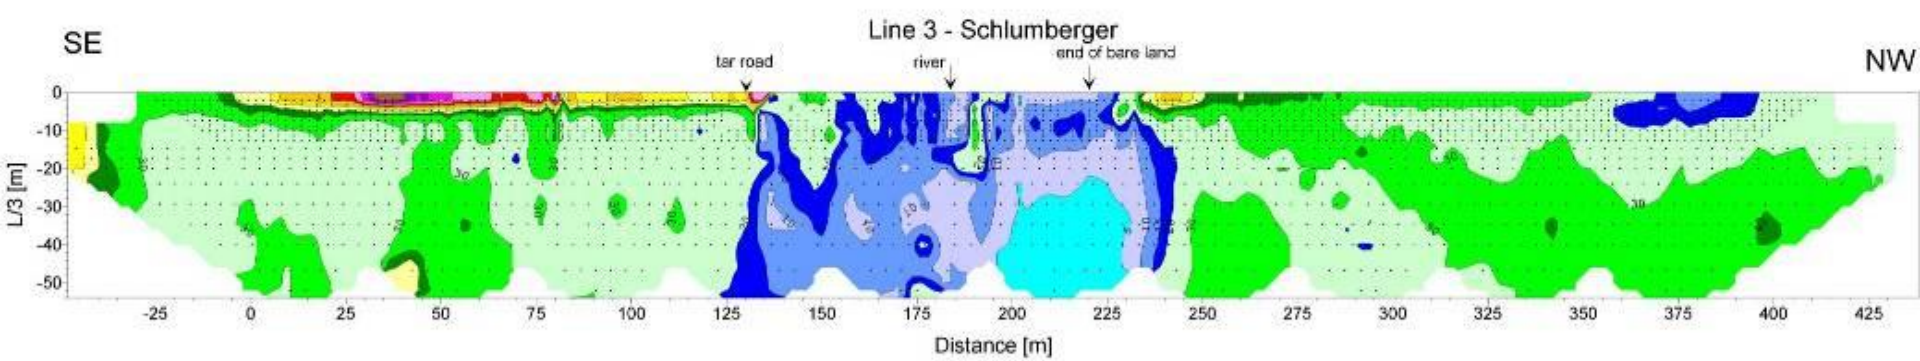 Line 3 - Schlumberger
SE
NW
tar road
river
end of bare land
L/3 [m]
0
-10
-20
-30
-40
-50
-25 0 25 50 75 100 125 150 175 200 225 250 275 300 325 350 375 400 425
Distance [m]